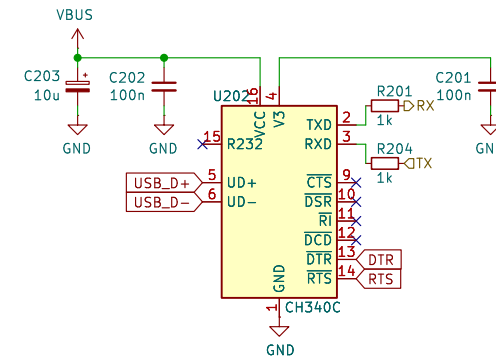 VBUS
C203
10u
+
GND
C202
100n
GND
U202
16
VCC
4
V3
C201
100n
GN
15
R232
TXD
2
R201
1k
RX
RXD
3
R204
1k
TX
USB_D+
5
UD+
USB_D-
6
UD-
CTS
9
DSR
10
RI
11
DCD
12
DTR
13
DTR
RTS
14
RTS
GND
1
CH340C
GND